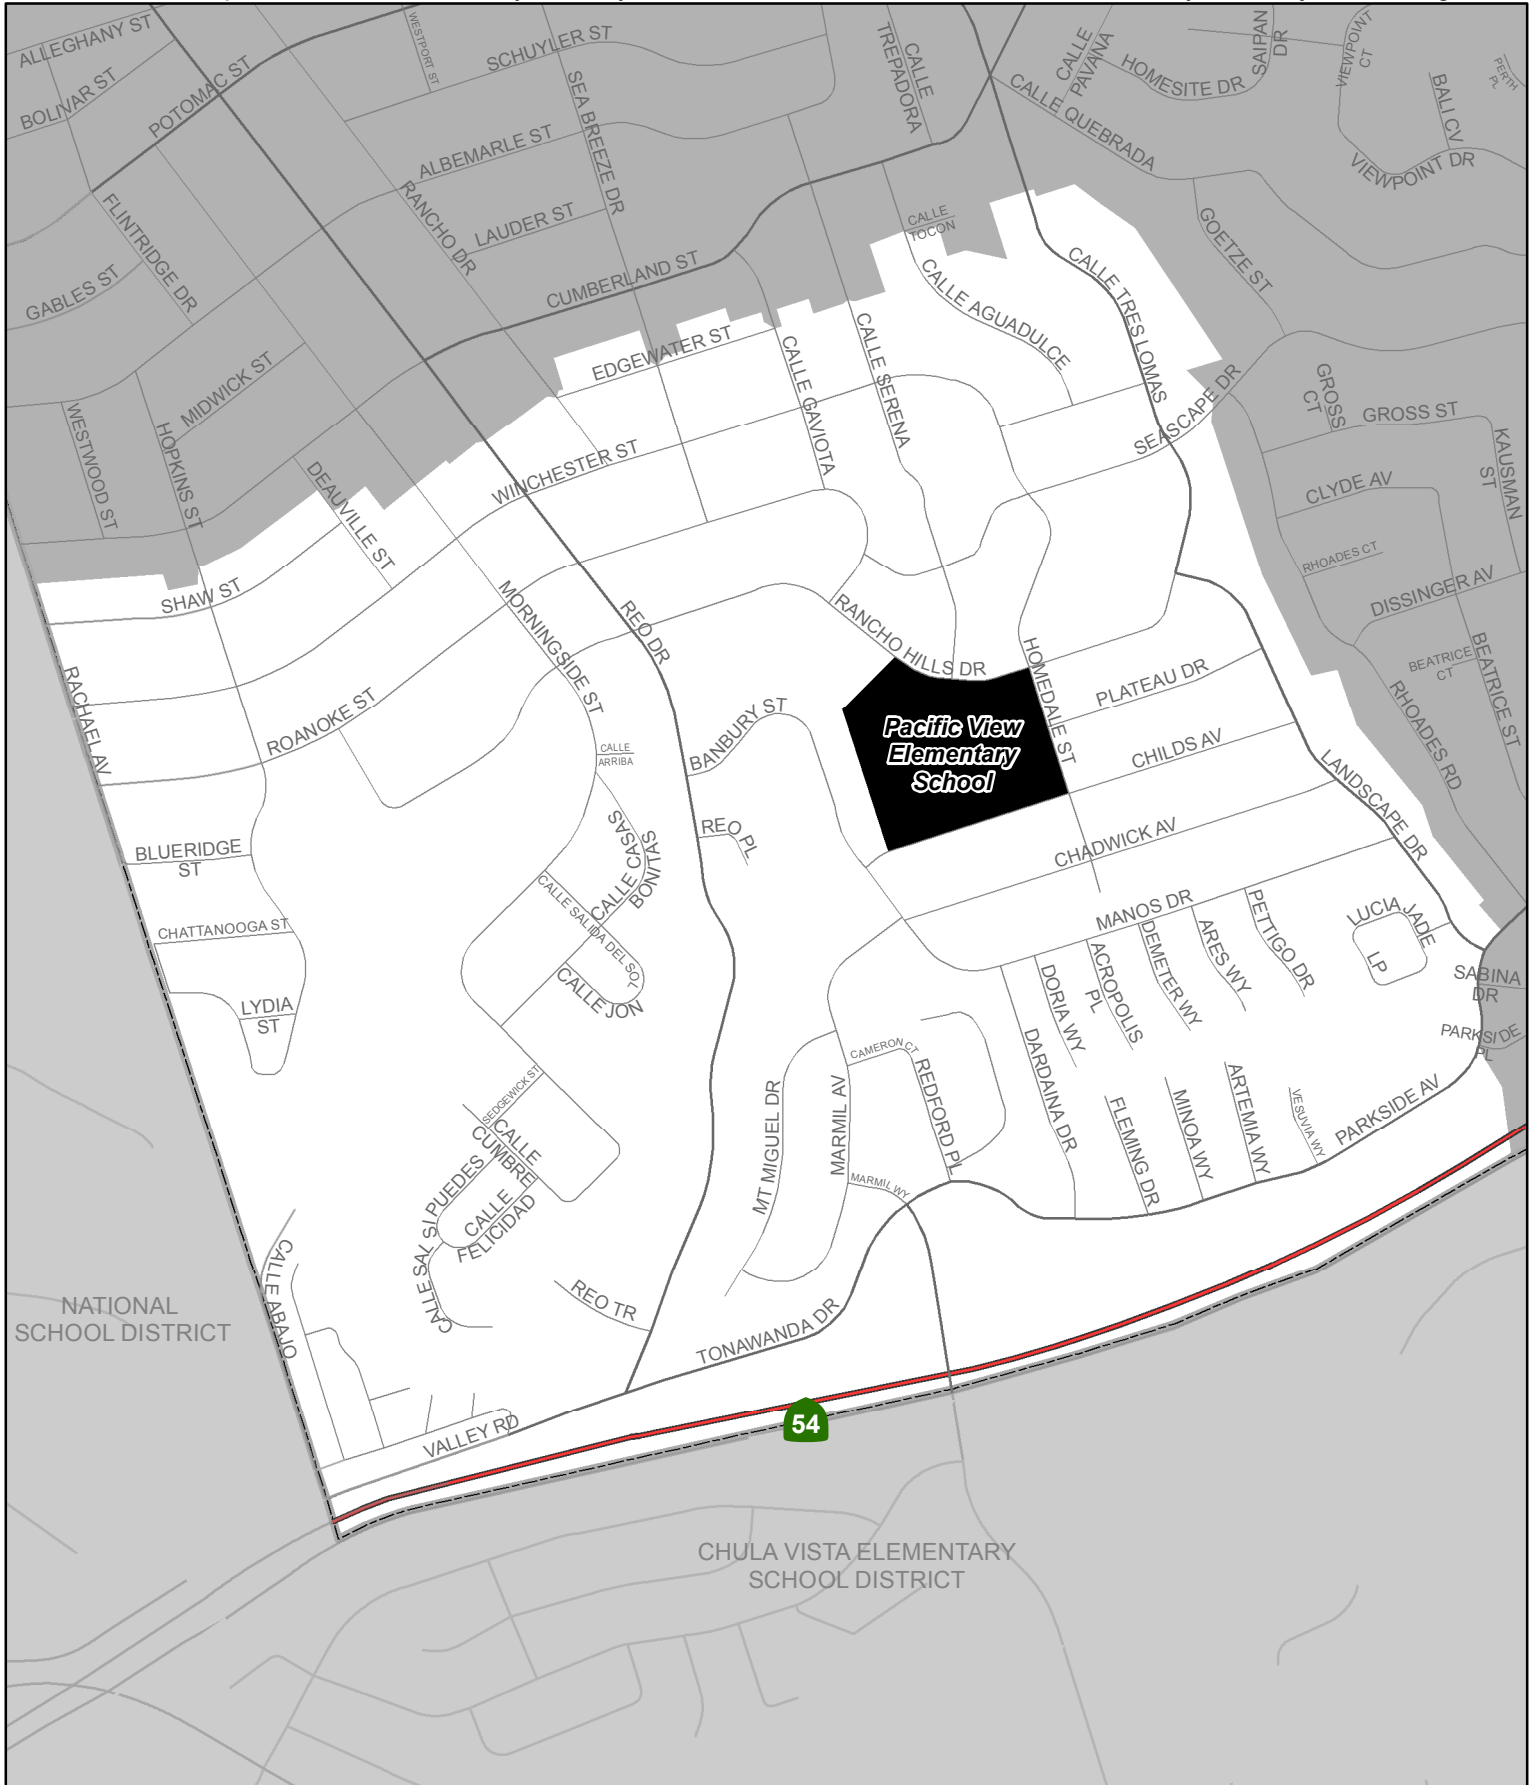 ALLEGHANY ST
BOLIVAR ST
POTOMAC ST
WESTPORT ST
SCHUYLER ST
SEA BREEZE DR
CALLE
TREPADORA
CALLE
PAVANA
HOMESITE DR
SAIPAN
DR
VIEWPOINT
CT
PERTH
PL
BALI CV
VIEWPOINT DR
CALLE QUEBRADA
ALBEMARLE ST
RANCHO DR
LAUDER ST
FLINTRIDGE DR
GABLES ST
CUMBERLAND ST
CALLE
TOCON
GOETZE ST
CALLE TRES LOMAS
CALLE AGUADULCE
EDGEWATER ST
CALLE GAVIOTA
CALLE SERENA
MIDWICK ST
WESTWOOD ST
HOPKINS ST
DEAUVILLE ST
WINCHESTER ST
SEASCAPE DR
GROSS
CT
GROSS ST
KAUSMAN
ST
CLYDE AV
RHOADES CT
DISSINGER AV
BEATRICE
CT
BEATRICE ST
RHOADES RD
SHAW ST
MORNINGSIDE ST
REO DR
RANCHO HILLS DR
HOMEDALE ST
PLATEAU DR
RACHAEL AV
ROANOKE ST
CALLE
ARRIBA
BANBURY ST
Pacific View
Elementary
School
CHILDS AV
LANDSCAPE DR
REO PL
CHADWICK AV
BLUERIDGE
ST
CALLE CASAS
BONITAS
CALLE SALIDA DEL SOL
CALLE JON
CHATTANOOGA ST
LYDIA
ST
MANOS DR
PETTIGO DR
ARES WY
DEMETER WY
ACROPOLIS
PL
DORIA WY
LUCIA JADE
LP
SABINA
DR
PARKSIDE
PL
CAMERON CT
REDFORD PL
DARDAINA DR
MT MIGUEL DR
MARMIL AV
MARMIL WY
FLEMING DR
MINOA WY
ARTEMIA WY
VESUVIA WY
PARKSIDE AV
SEDGEWICK ST
CALLE
CUMBRE
CALLE SAL SI PUEDES
CALLE
FELICIDAD
CALLE ABAJO
REO TR
TONAWANDA DR
VALLEY RD
NATIONAL
SCHOOL DISTRICT
54
CHULA VISTA ELEMENTARY
SCHOOL DISTRICT